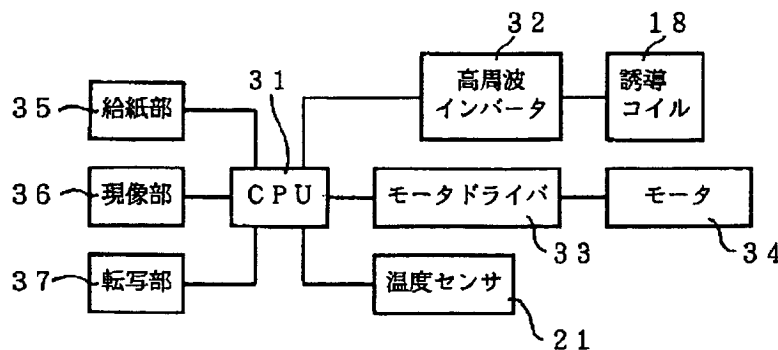 32
18
高周波
インバータ
誘導
コイル
31
35
給紙部
36
現像部
CPU
モータドライバ
モータ
33
34
37
転写部
温度センサ
21